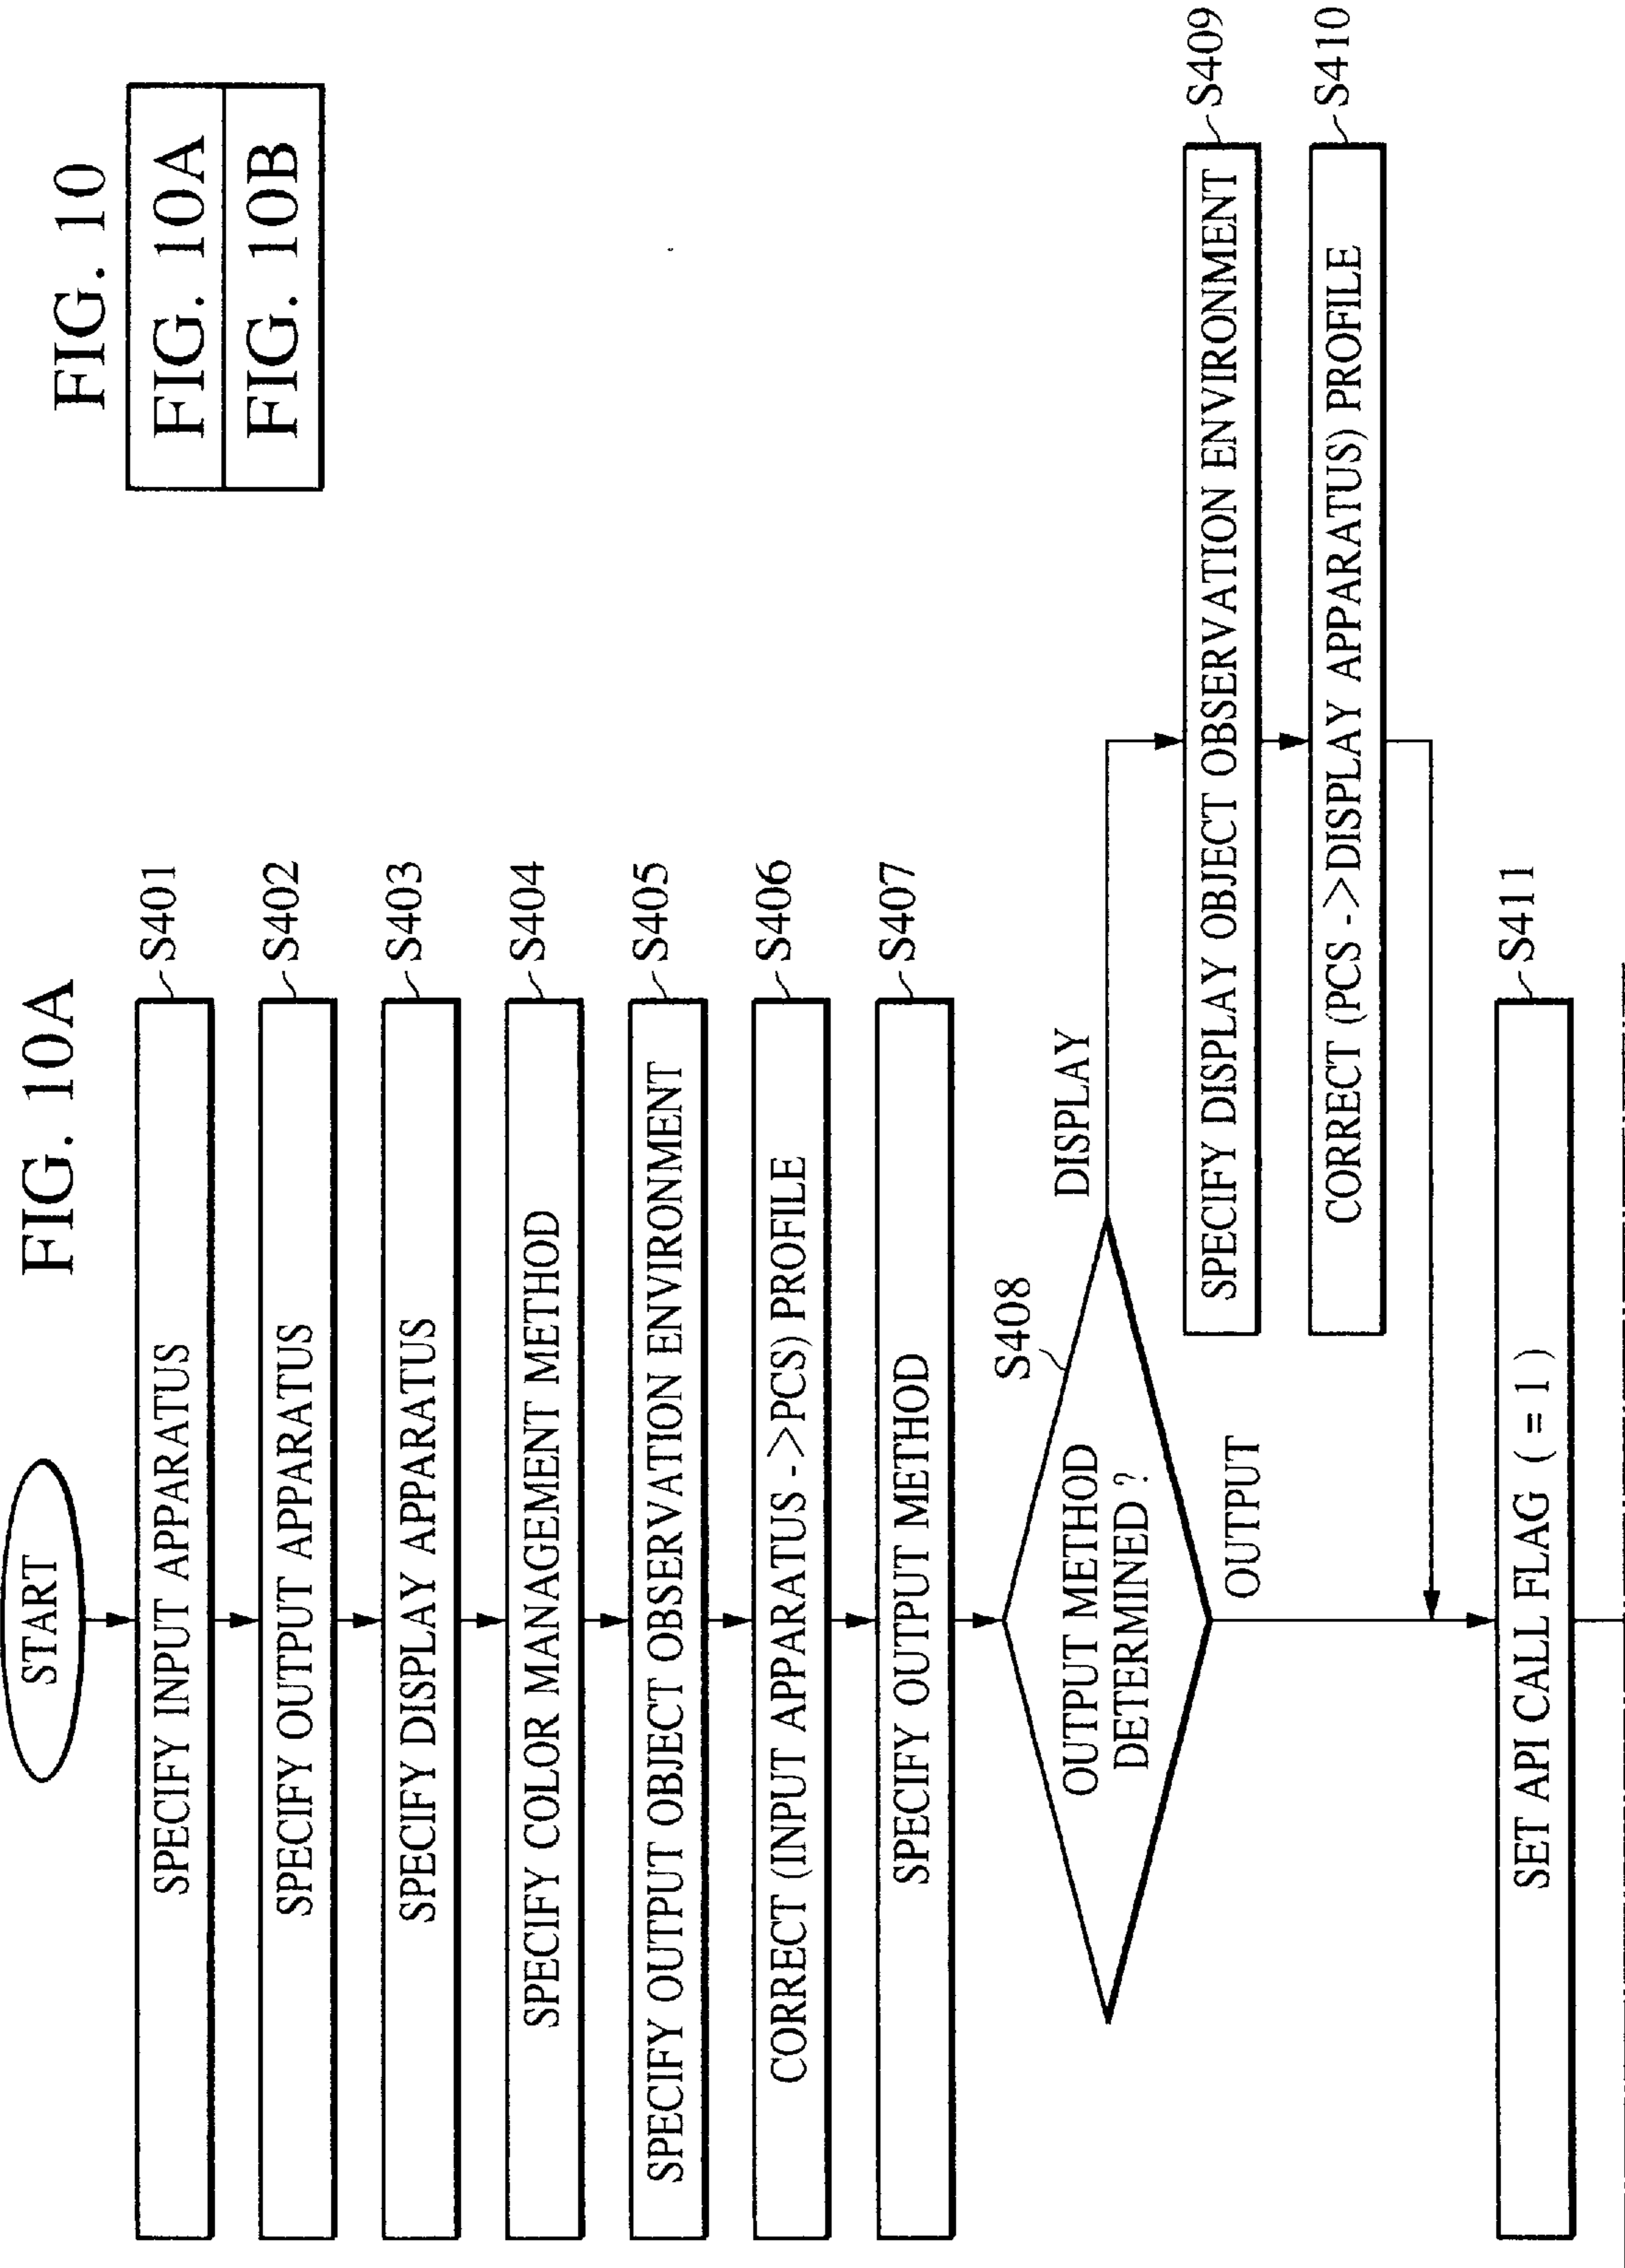 FIG. 10A
FIG. 10
FIG. 10A
FIG. 10B
START
SPECIFY INPUT APPARATUS
S401
SPECIFY OUTPUT APPARATUS
S402
SPECIFY DISPLAY APPARATUS
S403
SPECIFY COLOR MANAGEMENT METHOD
S404
SPECIFY OUTPUT OBJECT OBSERVATION ENVIRONMENT
S405
CORRECT (INPUT APPARATUS ->PCS) PROFILE
S406
SPECIFY OUTPUT METHOD
S407
S408
OUTPUT METHOD
DETERMINED ?
DISPLAY
OUTPUT
SPECIFY DISPLAY OBJECT OBSERVATION ENVIRONMENT
S409
CORRECT (PCS ->DISPLAY APPARATUS) PROFILE
S410
SET API CALL FLAG ( = 1 )
S411